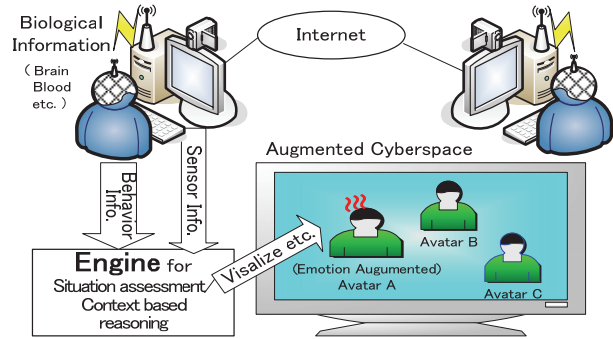 Biological
Information
( Brain
Blood
etc. )
Internet
Augmented Cyberspace
Behavior
Info.
Sensor Info.
Engine for
Situation assessment
Context based
reasoning
Visalize etc.
(Emotion Augumented)
Avatar A
Avatar B
Avatar C